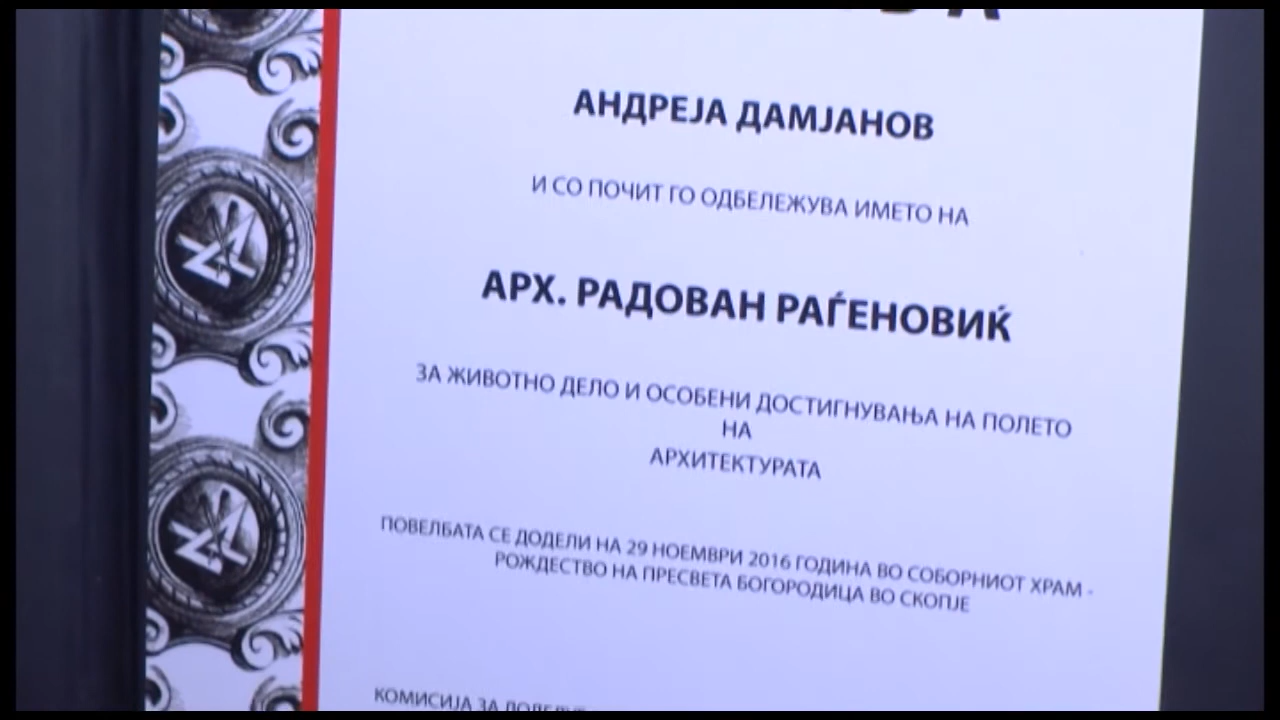 АНДРЕЈА ДАМЈАНОВ
И СО ПОЧИТ ГО ОДБЕЛЕЖУВА ИМЕТО НА
АРХ. РАДОВАН РАЃЕНОВИЌ
ЗА ЖИВОТНО ДЕЛО И ОСОБЕНИ ДОСТИГНУВАЊА НА ПОЛЕТО
НА
АРХИТЕКТУРАТА
ПОВЕЛБАТА СЕ ДОДЕЛИ НА 29 НОЕМВРИ 2016 ГОДИНА ВО СОБОРНИОТ ХРАМ -
РОЖДЕСТВО НА ПРЕСВЕТА БОГОРОДИЦА ВО СКОПЈЕ
КОМИСИЈА ЗА